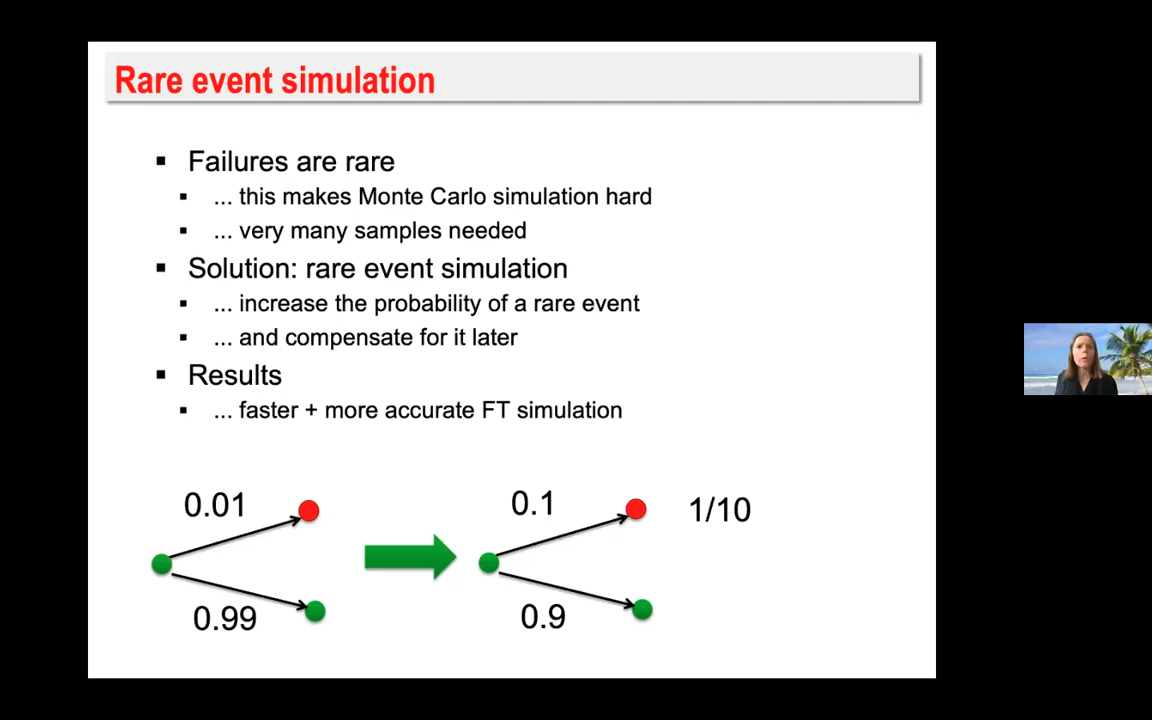 Rare event simulation
Failures are rare
... this makes Monte Carlo simulation hard
... very many samples needed
Solution: rare event simulation
... increase the probability of a rare event
... and compensate for it later
Results
... faster + more accurate FT simulation
0.01
0.99
0.1
0.9
1/10